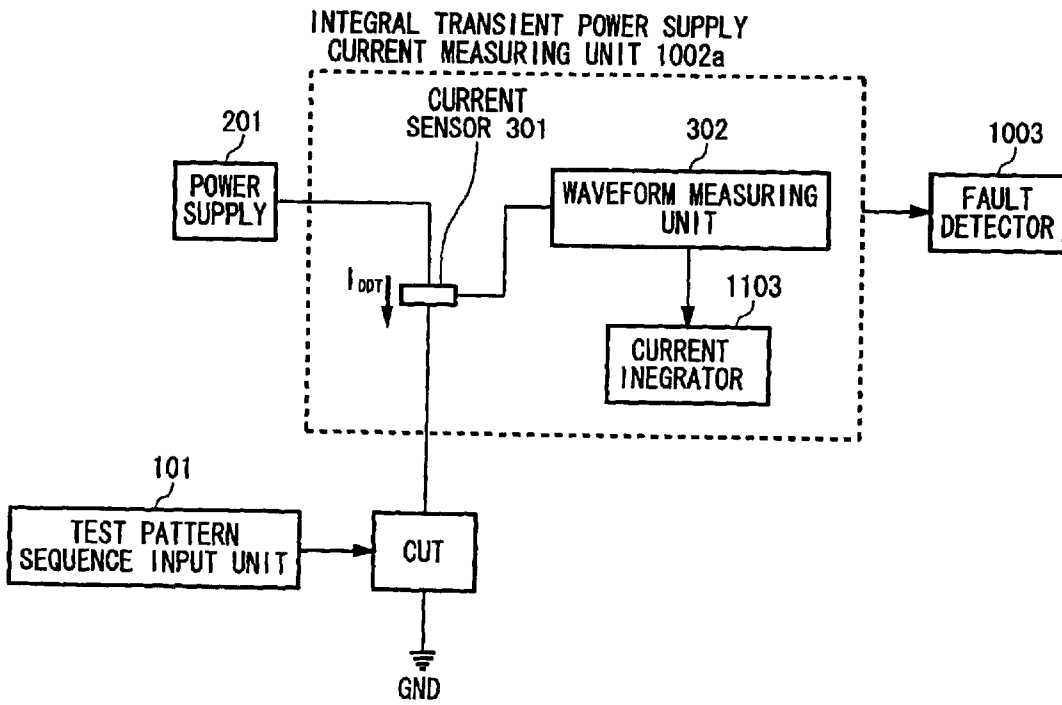 INTEGRAL TRANSIENT POWER SUPPLY
CURRENT MEASURING UNIT 1002a
CURRENT
SENSOR 301
201
302
1003
POWER
SUPPLY
WAVEFORM MEASURING
UNIT
FAULT
DETECTOR
IDDT
1103
CURRENT
INEGRATOR
101
TEST PATTERN
SEQUENCE INPUT UNIT
CUT
GND